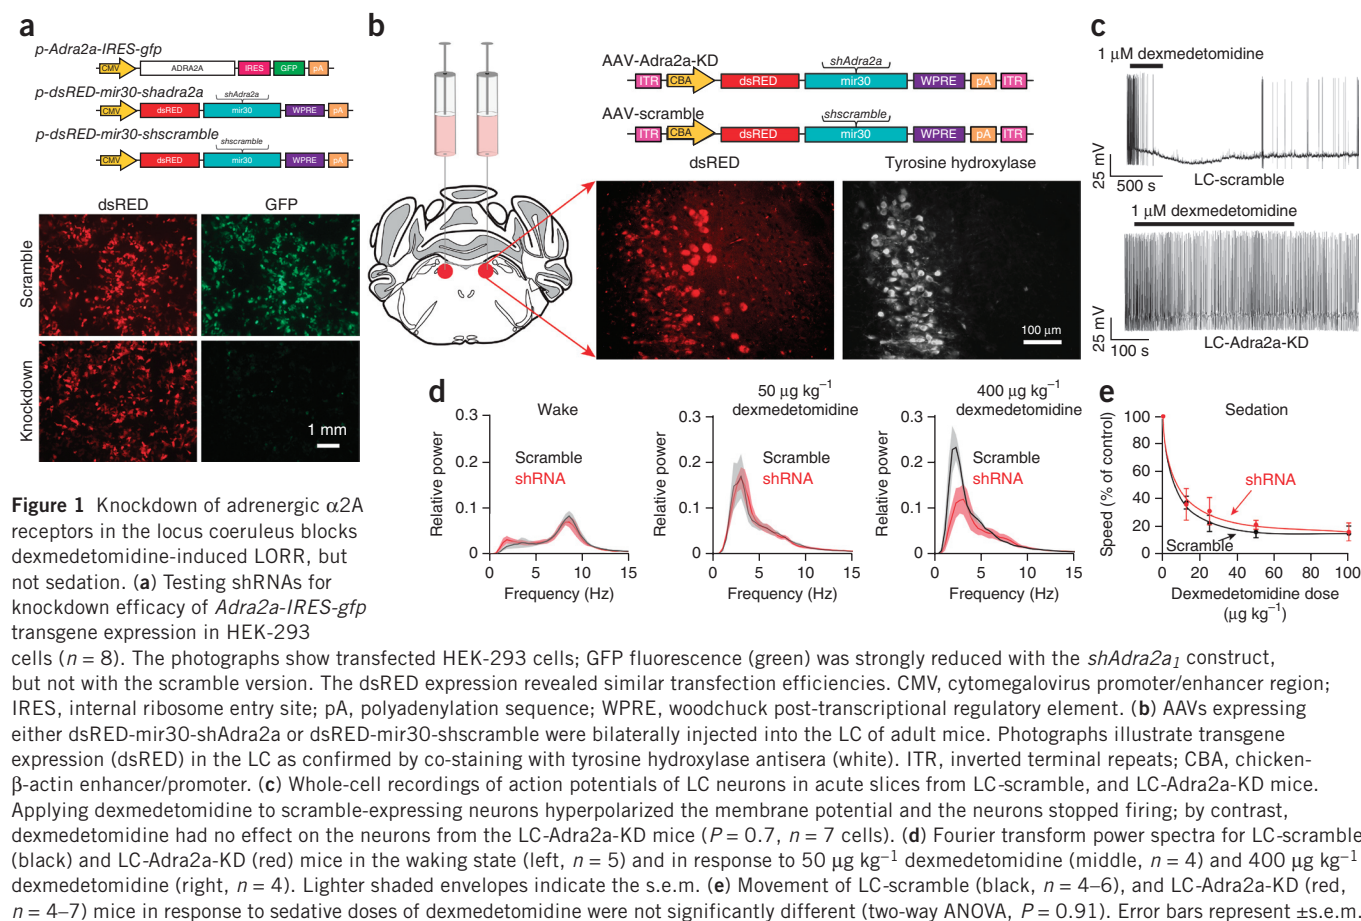 a
p-Adra2a-IRES-gfp
CMV ADRA2A IRES GFP pA
p-dsRED-mir30-shadra2a
shAdra2a
CMV dsRED mir30 WPRE pA
p-dsRED-mir30-shscramble
shscramble
CMV dsRED mir30 WPRE pA
dsRED GFP
Scramble
Knockdown
1 mm
b
AAV-Adra2a-KD
shAdra2a
ITR CBA dsRED mir30 WPRE pA ITR
AAV-scramble
shscramble
ITR CBA dsRED mir30 WPRE pA ITR
dsRED Tyrosine hydroxylase
100 μm
c
1 μM dexmedetomidine
25 mV
500 s
LC-scramble
1 μM dexmedetomidine
25 mV
100 s
LC-Adra2a-KD
d
Wake
Relative power
0.3
0.2
0.1
0
Scramble
shRNA
0 5 10 15
Frequency (Hz)
50 μg kg⁻¹
dexmedetomidine
Relative power
0.3
0.2
0.1
0
Scramble
shRNA
0 5 10 15
Frequency (Hz)
400 μg kg⁻¹
dexmedetomidine
Relative power
0.3
0.2
0.1
0
Scramble
shRNA
0 5 10 15
Frequency (Hz)
e
Sedation
Speed (% of control)
100
80
60
40
20
0
shRNA
Scramble
0 20 40 60 80 100
Dexmedetomidine dose
(μg kg⁻¹)
Figure 1 Knockdown of adrenergic α2A
receptors in the locus coeruleus blocks
dexmedetomidine-induced LORR, but
not sedation. (a) Testing shRNAs for
knockdown efficacy of Adra2a-IRES-gfp
transgene expression in HEK-293
cells (n = 8). The photographs show transfected HEK-293 cells; GFP fluorescence (green) was strongly reduced with the shAdra2a₁ construct,
but not with the scramble version. The dsRED expression revealed similar transfection efficiencies. CMV, cytomegalovirus promoter/enhancer region;
IRES, internal ribosome entry site; pA, polyadenylation sequence; WPRE, woodchuck post-transcriptional regulatory element. (b) AAVs expressing
either dsRED-mir30-shAdra2a or dsRED-mir30-shscramble were bilaterally injected into the LC of adult mice. Photographs illustrate transgene
expression (dsRED) in the LC as confirmed by co-staining with tyrosine hydroxylase antisera (white). ITR, inverted terminal repeats; CBA, chicken-
β-actin enhancer/promoter. (c) Whole-cell recordings of action potentials of LC neurons in acute slices from LC-scramble, and LC-Adra2a-KD mice.
Applying dexmedetomidine to scramble-expressing neurons hyperpolarized the membrane potential and the neurons stopped firing; by contrast,
dexmedetomidine had no effect on the neurons from the LC-Adra2a-KD mice (P = 0.7, n = 7 cells). (d) Fourier transform power spectra for LC-scramble
(black) and LC-Adra2a-KD (red) mice in the waking state (left, n = 5) and in response to 50 μg kg⁻¹ dexmedetomidine (middle, n = 4) and 400 μg kg⁻¹
dexmedetomidine (right, n = 4). Lighter shaded envelopes indicate the s.e.m. (e) Movement of LC-scramble (black, n = 4–6), and LC-Adra2a-KD (red,
n = 4–7) mice in response to sedative doses of dexmedetomidine were not significantly different (two-way ANOVA, P = 0.91). Error bars represent ±s.e.m.